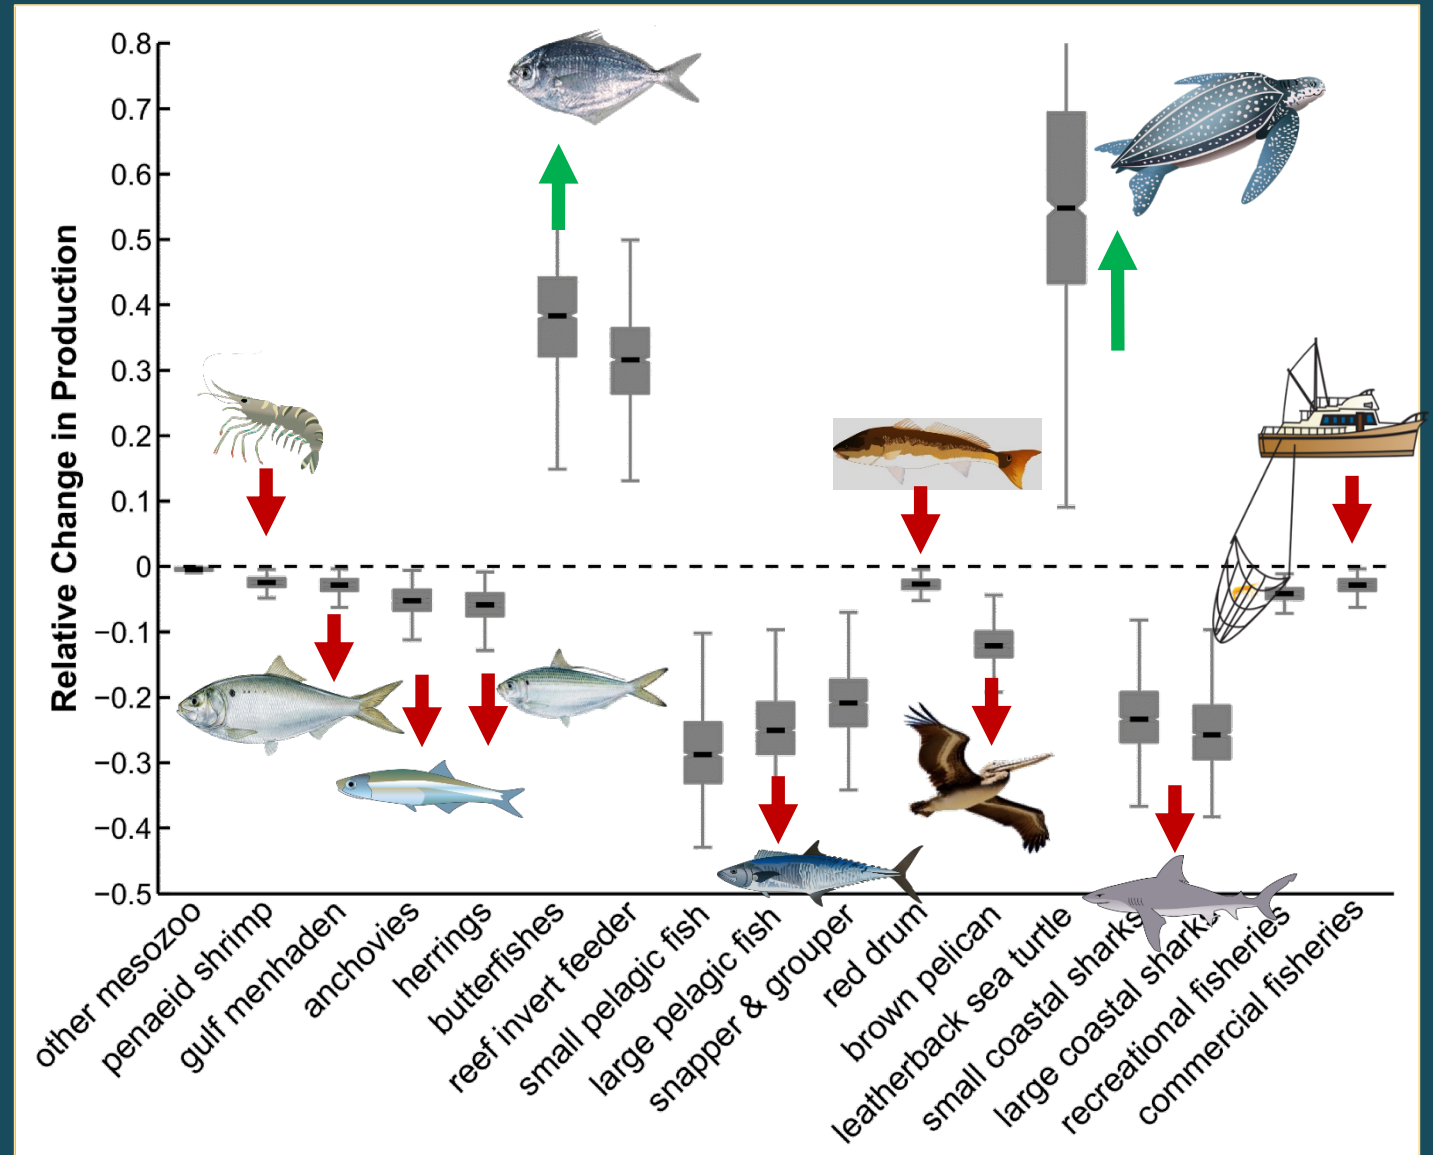 Relative Change in Production
0.8
0.7
0.6
0.5
0.4
0.3
0.2
0.1
0
−0.1
−0.2
−0.3
−0.4
−0.5
other mesozoo
penaeid shrimp
gulf menhaden
anchovies
herrings
butterfishes
reef invert feeder
small pelagic fish
large pelagic fish
snapper & grouper
red drum
brown pelican
leatherback sea turtle
small coastal sharks
large coastal sharks
recreational fisheries
commercial fisheries